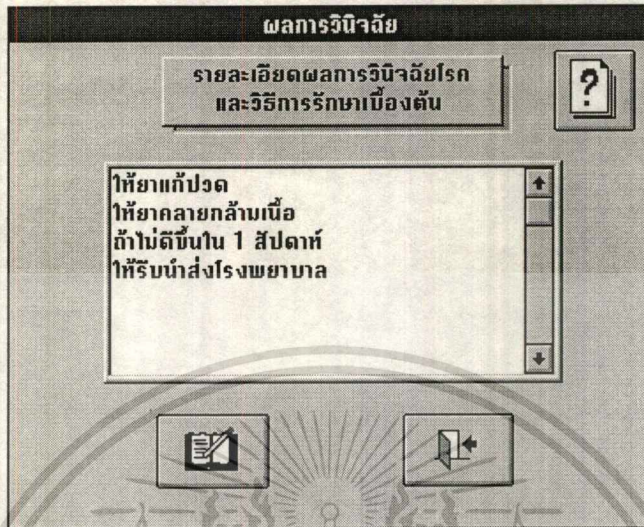 ผลการวินิจฉัย
รายละเอียดผลการวินิจฉัยโรค
และวิธีการรักษาเบื้องต้น
?
ให้ยาแก้ปวด
ให้ยาคลายกล้ามเนื้อ
ถ้าไม่ดีขึ้นใน 1 สัปดาห์
ให้รีบนำส่งโรงพยาบาล